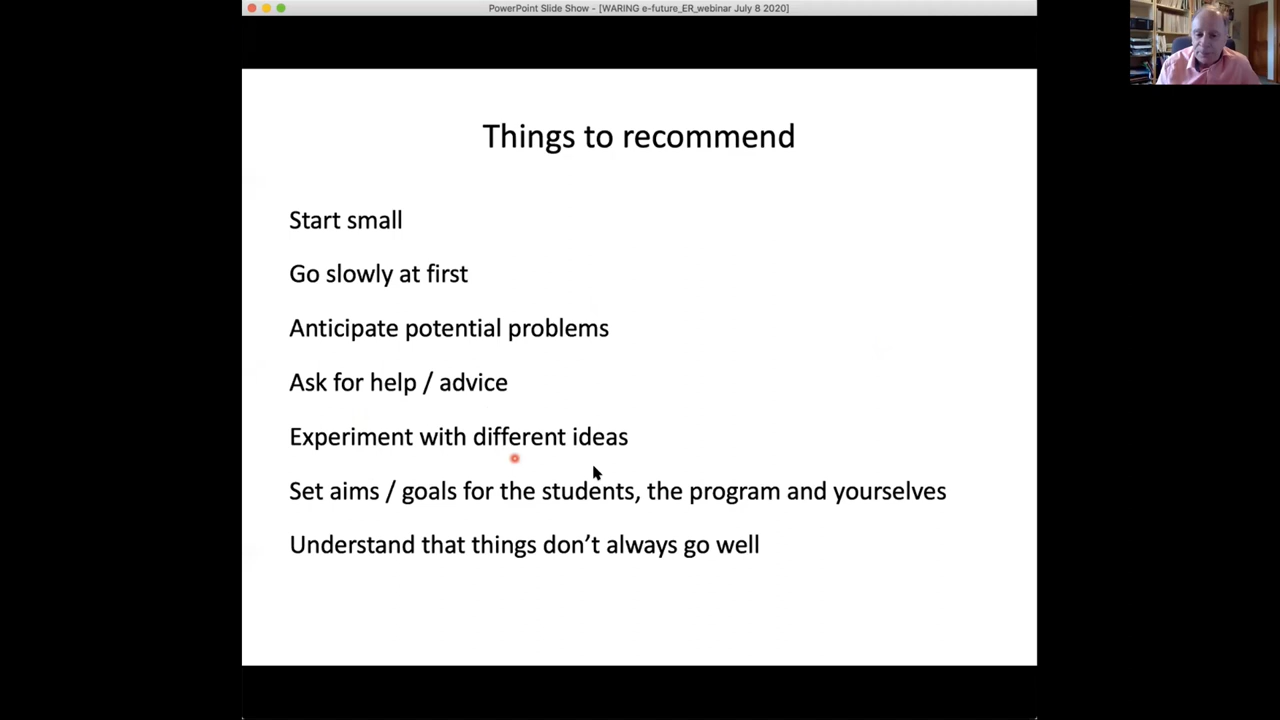 PowerPoint Slide Show - [WARING e-future_ER_webinar July 8 2020]
Things to recommend
Start small
Go slowly at first
Anticipate potential problems
Ask for help / advice
Experiment with different ideas
Set aims / goals for the students, the program and yourselves
Understand that things don’t always go well